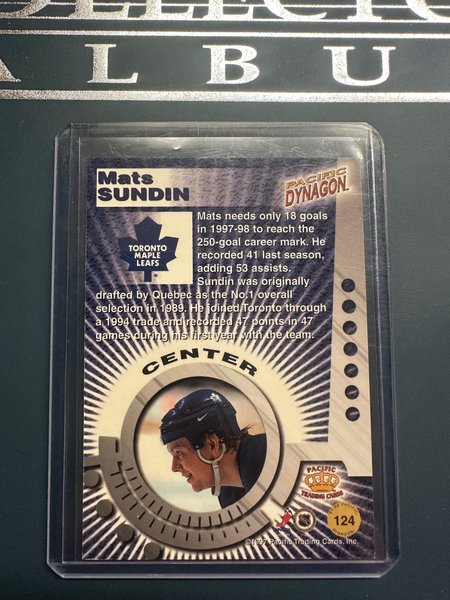 COLLECTOR
ALBU
Mats
SUNDIN
PACIFIC
DYNAGON
TORONTO
MAPLE
LEAFS
Mats needs only 18 goals
in 1997-98 to reach the
250-goal career mark. He
recorded 41 last season,
adding 53 assists.
Sundin was originally
drafted by Quebec as the No.1 overall
selection in 1989. He joined Toronto through
a 1994 trade and recorded 47 points in 47
games during his first year with the team.
CENTER
PACIFIC
TRADING CARDS
124
©1997 Pacific Trading Cards, Inc.